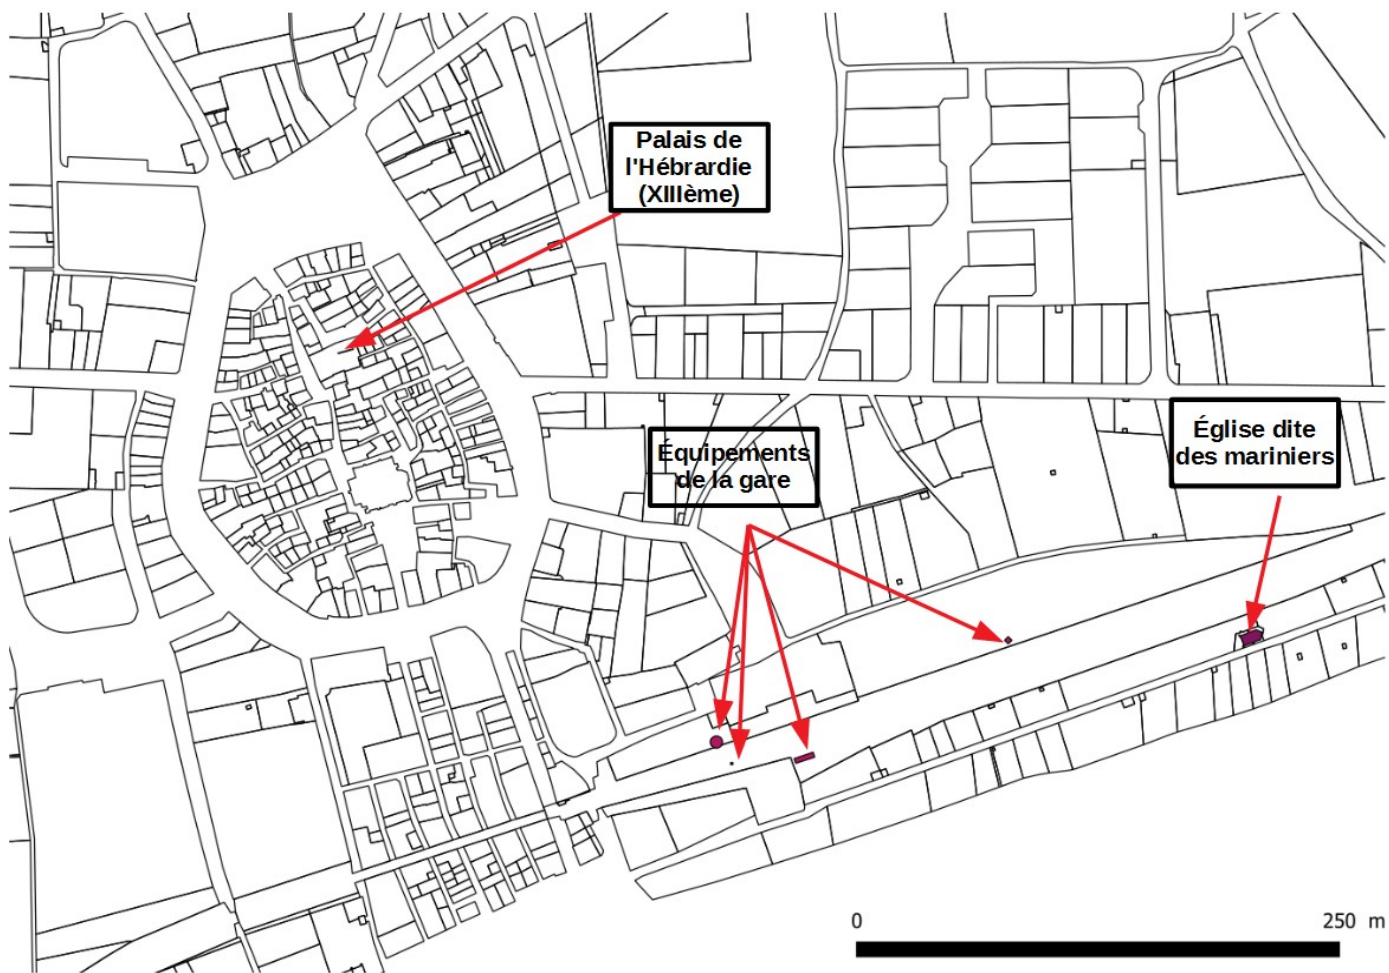 Palais de
l'Hébrardie
(XIIIème)
Église dite
des mariniers
Équipements
de la gare
0
250 m